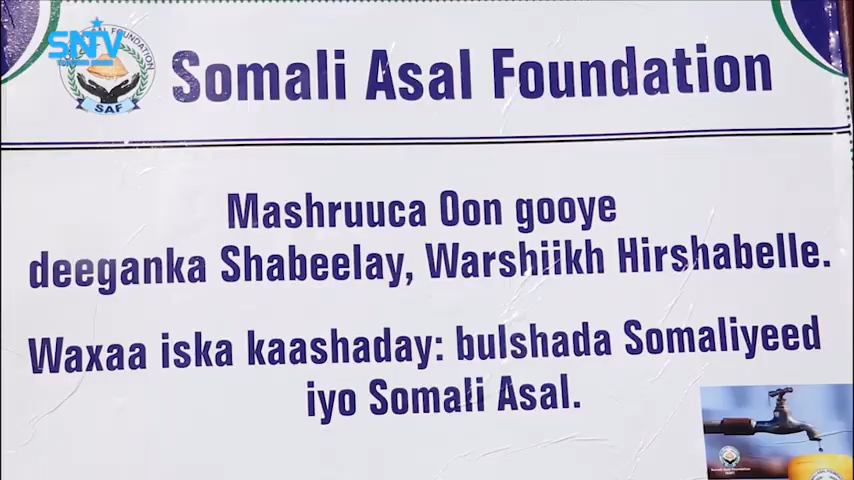 SNTV
SAF
Somali Asal Foundation
Mashruuca Oon gooye
deeganka Shabeelay, Warshiikh Hirshabelle.
Waxaa iska kaashaday: bulshada Somaliyeed
iyo Somali Asal.